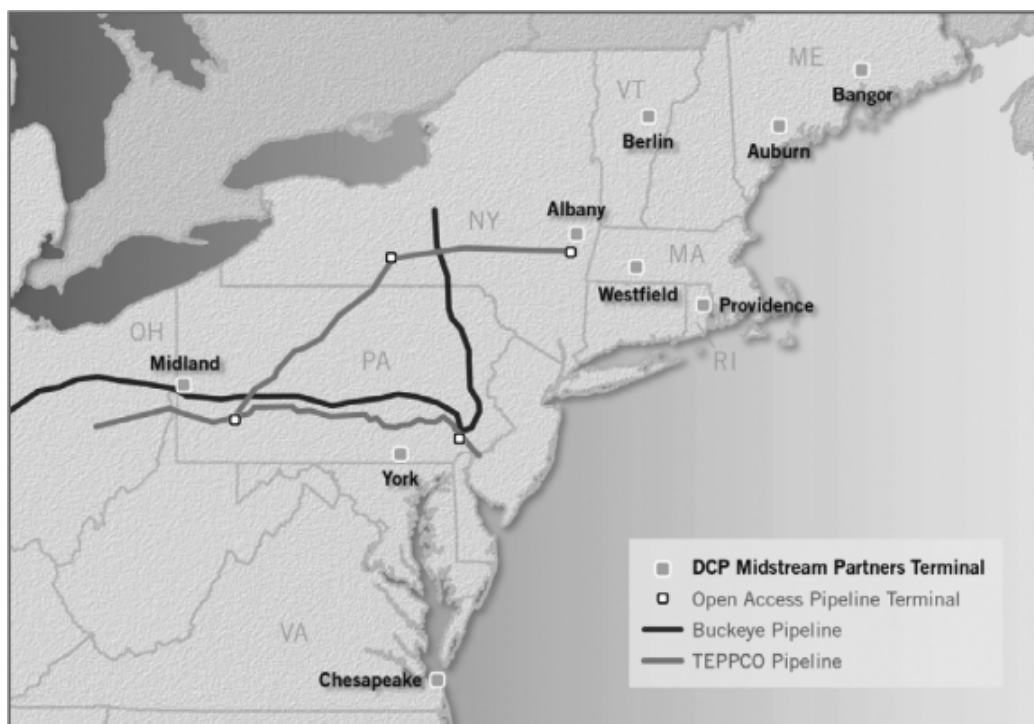 ME
Bangor
VT
Berlin
Auburn
NY
Albany
MA
Westfield
Providence
OH
Midland
PA
RI
York
DCP Midstream Partners Terminal
Open Access Pipeline Terminal
Buckeye Pipeline
TEPPCO Pipeline
VA
Chesapeake